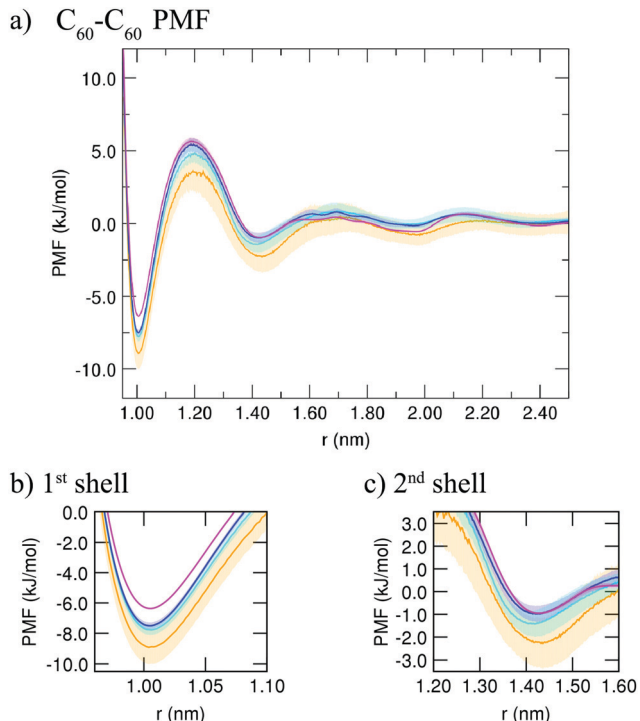 a) C60-C60 PMF
10.0
5.0
0.0
-5.0
-10.0
PMF (kJ/mol)
1.00 1.20 1.40 1.60 1.80 2.00 2.20 2.40
r (nm)
b) 1st shell
0.0
-2.0
-4.0
-6.0
-8.0
-10.0
PMF (kJ/mol)
1.00 1.05 1.10
r (nm)
c) 2nd shell
3.0
2.0
1.0
0.0
-1.0
-2.0
-3.0
PMF (kJ/mol)
1.20 1.30 1.40 1.50 1.60
r (nm)